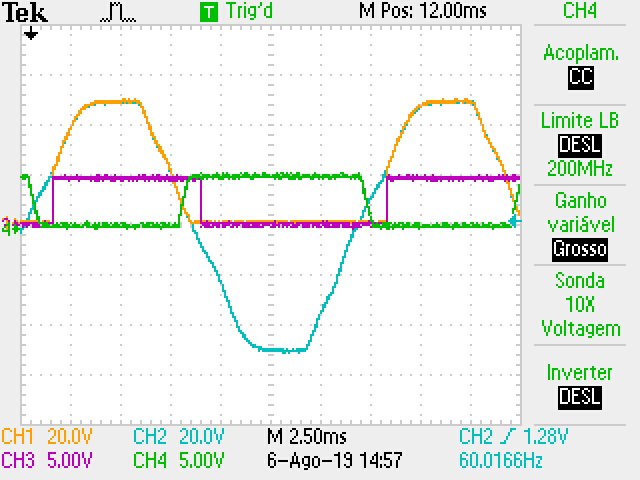 Tek T Trig'd M Pos: 12.00ms CH4
Acoplam.
CC
Limite LB
DESL
200MHz
Ganho
variável
Grosso
Sonda
10X
Voltagem
Inverter
DESL
CH1 20.0V CH2 20.0V M 2.50ms CH2 1.28V
CH3 5.00V CH4 5.00V 6-Ago-19 14:57 60.0166Hz